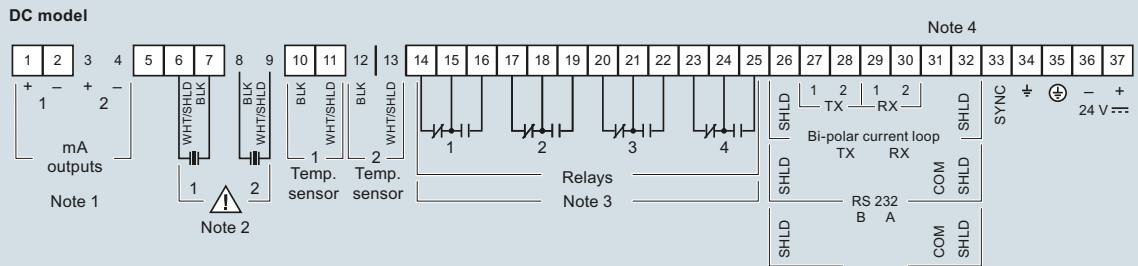 DC model
Note 4
1 2 3 4 5 6 7 8 9 10 11 12 13 14 15 16 17 18 19 20 21 22 23 24 25 26 27 28 29 30 31 32 33 34 35 36 37
+ – + –
1 2
mA
outputs
Note 1
WHT/SHLD
BLK
BLK
WHT/SHLD
1 2
Note 2
BLK
WHT/SHLD
1
Temp.
sensor
BLK
WHT/SHLD
2
Temp.
sensor
1 2 3 4
Relays
Note 3
SHLD
1 2 1 2
TX RX
SHLD
Bi-polar current loop
SHLD
TX RX
COM
SHLD
RS 232
SHLD
B A
COM
SHLD
SYNC
– +
24 V